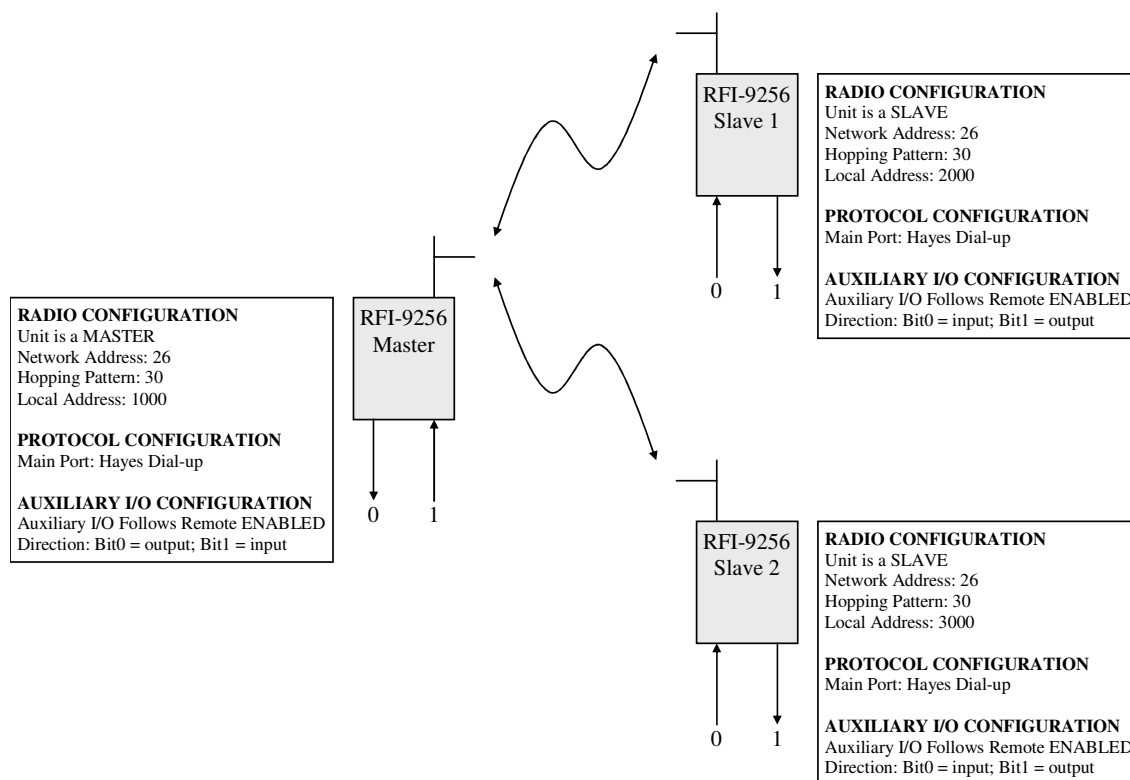 RFI-9256
Slave 1
0
1
RADIO CONFIGURATION
Unit is a SLAVE
Network Address: 26
Hopping Pattern: 30
Local Address: 2000
PROTOCOL CONFIGURATION
Main Port: Hayes Dial-up
AUXILIARY I/O CONFIGURATION
Auxiliary I/O Follows Remote ENABLED
Direction: Bit0 = input; Bit1 = output
RADIO CONFIGURATION
Unit is a MASTER
Network Address: 26
Hopping Pattern: 30
Local Address: 1000
PROTOCOL CONFIGURATION
Main Port: Hayes Dial-up
AUXILIARY I/O CONFIGURATION
Auxiliary I/O Follows Remote ENABLED
Direction: Bit0 = output; Bit1 = input
RFI-9256
Master
0
1
RFI-9256
Slave 2
0
1
RADIO CONFIGURATION
Unit is a SLAVE
Network Address: 26
Hopping Pattern: 30
Local Address: 3000
PROTOCOL CONFIGURATION
Main Port: Hayes Dial-up
AUXILIARY I/O CONFIGURATION
Auxiliary I/O Follows Remote ENABLED
Direction: Bit0 = input; Bit1 = output